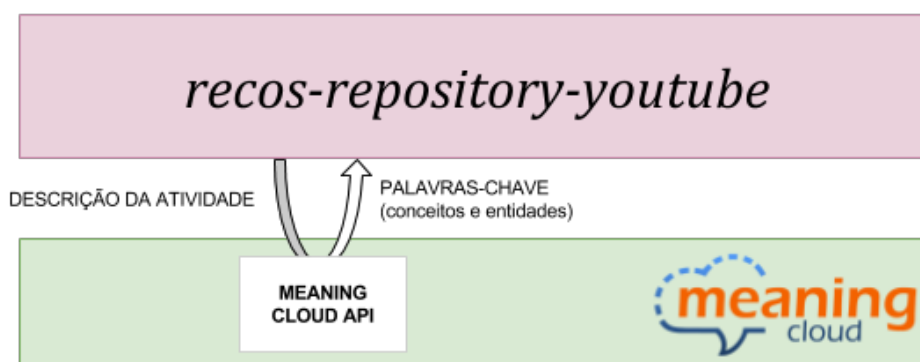 recos-repository-youtube
DESCRIÇÃO DA ATIVIDADE
PALAVRAS-CHAVE
(conceitos e entidades)
MEANING
CLOUD API
meaning
cloud